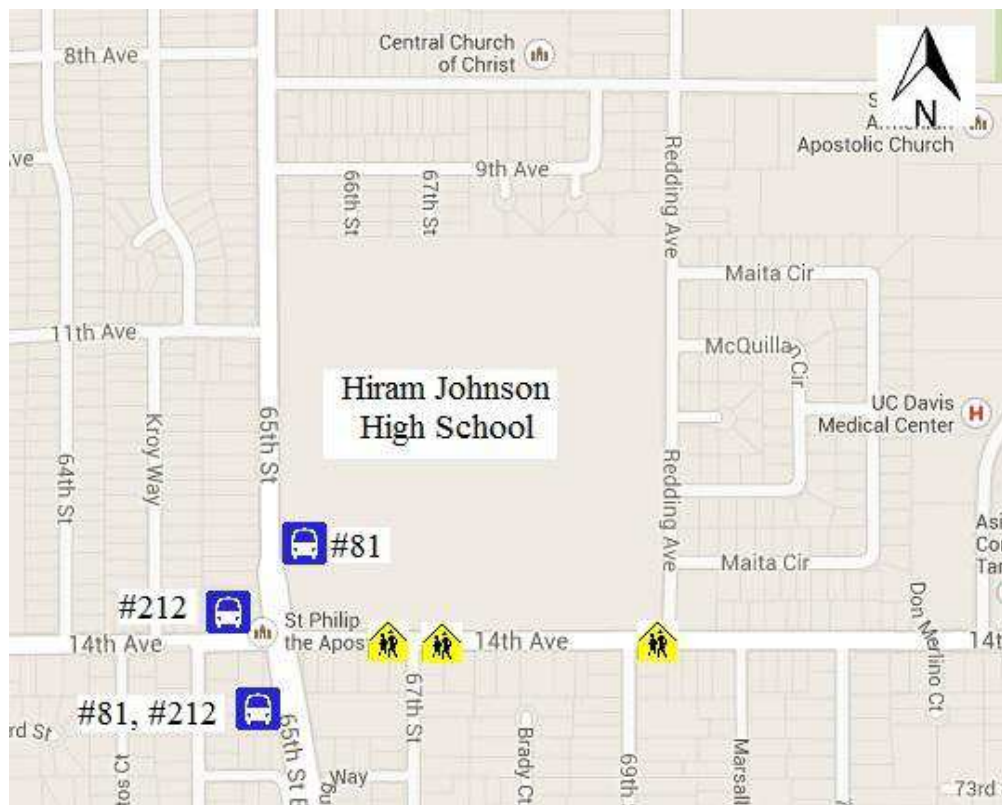 8th Ave
Central Church
of Christ
N
Apostolic Church
9th Ave
66th St
67th St
Redding Ave
Maita Cir
11th Ave
McQuilla
Cir
Hiram Johnson
High School
UC Davis
Medical Center
65th St
Kroy Way
64th St
Redding Ave
#81
Maita Cir
#212
St Philip
the Apos
14th Ave
14th Ave
Don Merlino Ct
#81, #212
67th St
65th St E
Way
Brady Ct
69th
Marsall
73rd